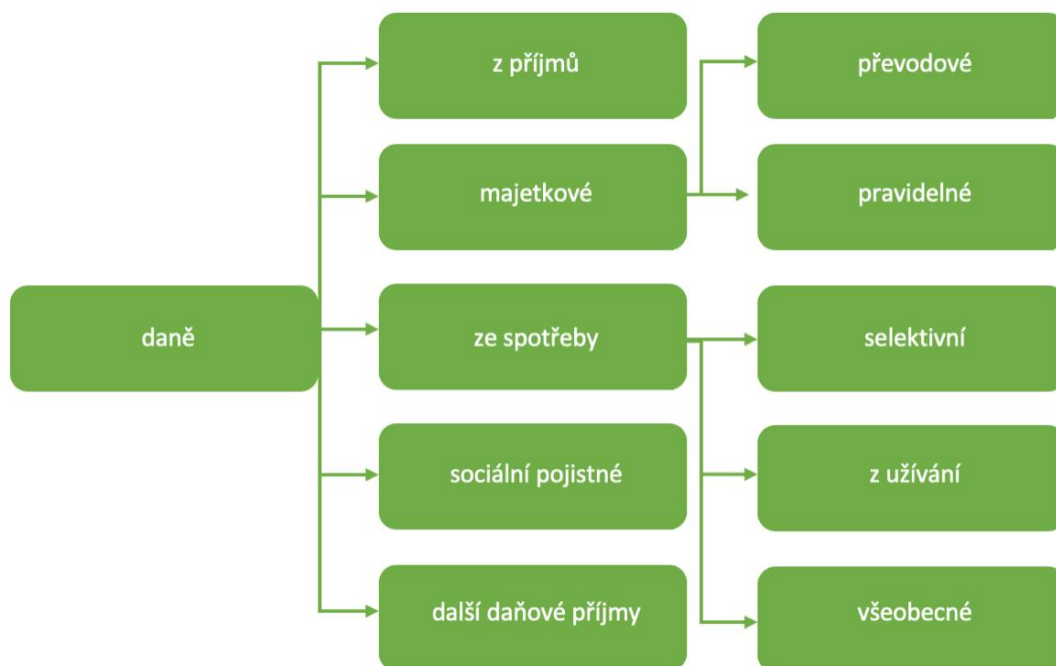 z příjmů
převodové
majetkové
pravidelné
daně
ze spotřeby
selektivní
sociální pojistné
z užívání
další daňové příjmy
všeobecné